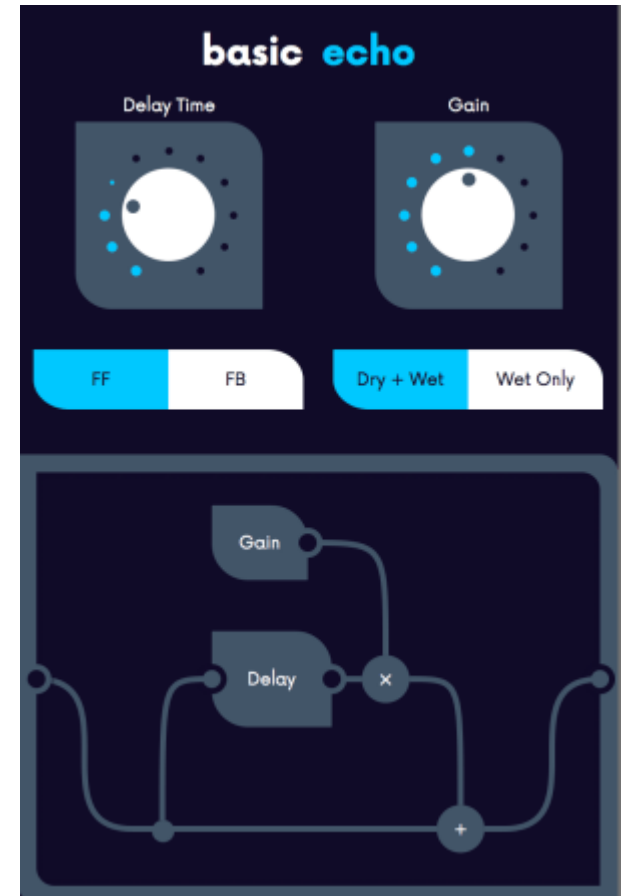 basic echo
Delay Time
Gain
FF
FB
Dry + Wet
Wet Only
Gain
Delay
×
+